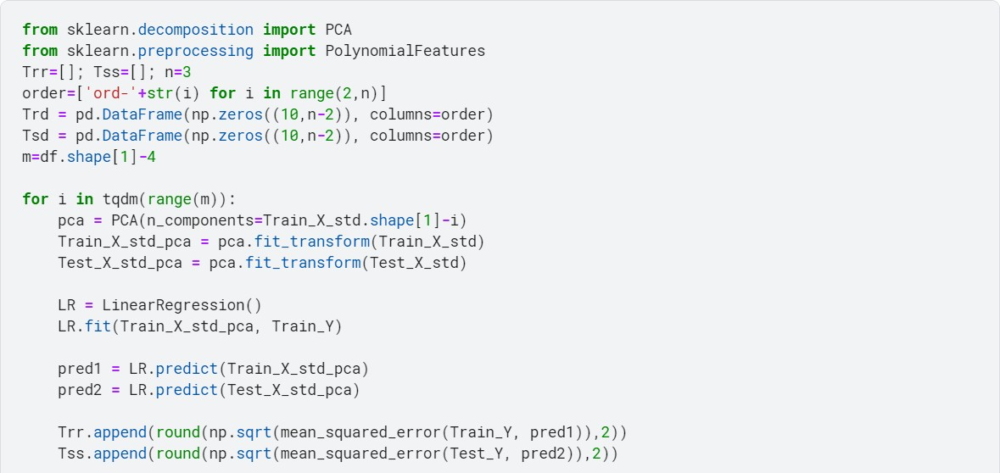 from sklearn.decomposition import PCA
from sklearn.preprocessing import PolynomialFeatures
Trr=[]; Tss=[]; n=3
order=['ord-'+str(i) for i in range(2,n)]
Trd = pd.DataFrame(np.zeros((10,n-2)), columns=order)
Tsd = pd.DataFrame(np.zeros((10,n-2)), columns=order)
m=df.shape[1]-4

for i in tqdm(range(m)):
    pca = PCA(n_components=Train_X_std.shape[1]-i)
    Train_X_std_pca = pca.fit_transform(Train_X_std)
    Test_X_std_pca = pca.fit_transform(Test_X_std)

    LR = LinearRegression()
    LR.fit(Train_X_std_pca, Train_Y)

    pred1 = LR.predict(Train_X_std_pca)
    pred2 = LR.predict(Test_X_std_pca)

    Trr.append(round(np.sqrt(mean_squared_error(Train_Y, pred1)),2))
    Tss.append(round(np.sqrt(mean_squared_error(Test_Y, pred2)),2))